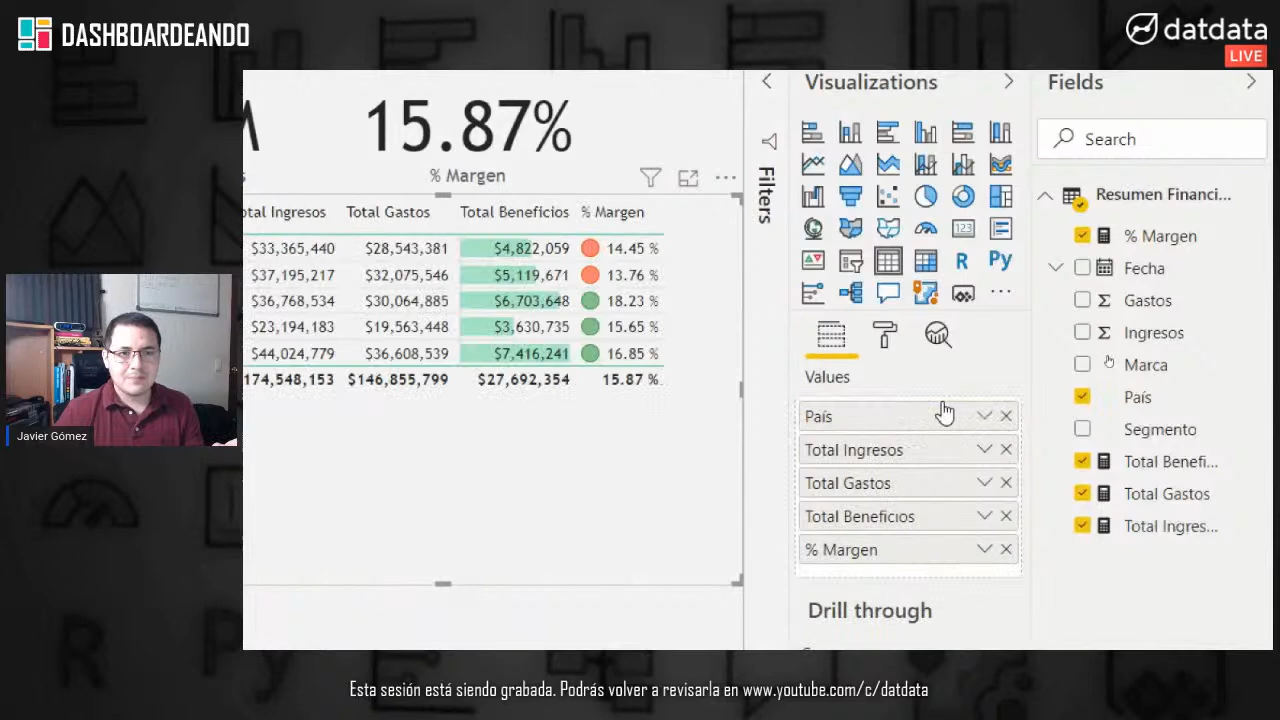 DASHBOARDEANDO
datdata
LIVE
15.87%
% Margen
Total Gastos Total Beneficios % Margen
$33,365,440 $28,543,381 $4,822,059 14.45 %
$37,195,217 $32,075,546 $5,119,671 13.76 %
$36,768,534 $30,064,885 $6,703,648 18.23 %
$23,194,183 $19,563,448 $3,630,735 15.65 %
$44,024,779 $36,608,539 $7,416,241 16.85 %
174,548,153 $146,855,799 $27,692,354 15.87 %
Filters
Visualizations
123
R Py
Values
País
Total Ingresos
Total Gastos
Total Beneficios
% Margen
Drill through
Fields
Search
Resumen Financi...
% Margen
Fecha
Gastos
Ingresos
Marca
País
Segmento
Total Benefi...
Total Gastos
Total Ingres...
Javier Gómez
Esta sesión está siendo grabada. Podrás volver a revisarla en www.youtube.com/c/datdata